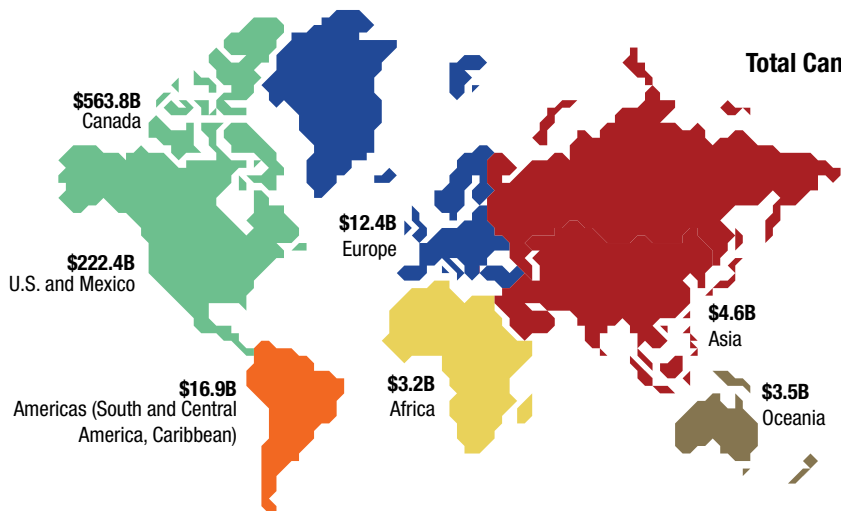 Total Can
$563.8B
Canada
$12.4B
Europe
$222.4B
U.S. and Mexico
$4.6B
Asia
$16.9B
Americas (South and Central
America, Caribbean)
$3.2B
Africa
$3.5B
Oceania